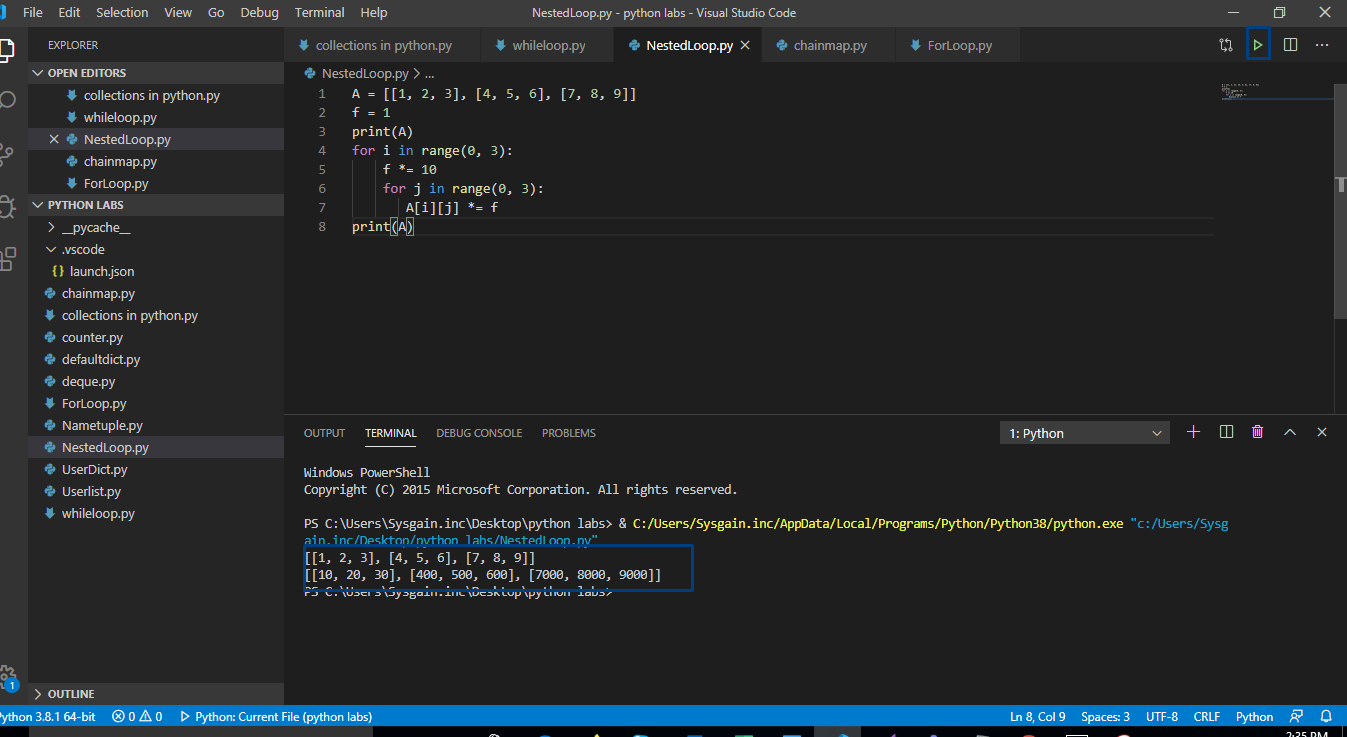 File Edit Selection View Go Debug Terminal Help
NestedLoop.py - python labs - Visual Studio Code
EXPLORER
OPEN EDITORS
collections in python.py
whileloop.py
NestedLoop.py
chainmap.py
ForLoop.py
PYTHON LABS
__pycache__
.vscode
{} launch.json
chainmap.py
collections in python.py
counter.py
defaultdict.py
deque.py
ForLoop.py
Nametuple.py
NestedLoop.py
UserDict.py
Userlist.py
whileloop.py
OUTLINE
collections in python.py whileloop.py NestedLoop.py chainmap.py ForLoop.py
NestedLoop.py > ...
1 A = [[1, 2, 3], [4, 5, 6], [7, 8, 9]]
2 f = 1
3 print(A)
4 for i in range(0, 3):
5 f *= 10
6 for j in range(0, 3):
7 A[i][j] *= f
8 print(A)
OUTPUT TERMINAL DEBUG CONSOLE PROBLEMS
1: Python
Windows PowerShell
Copyright (C) 2015 Microsoft Corporation. All rights reserved.
PS C:\Users\Sysgain.inc\Desktop\python labs> & C:/Users/Sysgain.inc/AppData/Local/Programs/Python/Python38/python.exe "c:/Users/Sysg
ain.inc/Desktop/python labs/NestedLoop.py"
[[1, 2, 3], [4, 5, 6], [7, 8, 9]]
[[10, 20, 30], [400, 500, 600], [7000, 8000, 9000]]
PS C:\Users\Sysgain.inc\Desktop\python labs>
1
ython 3.8.1 64-bit 0 0 Python: Current File (python labs)
Ln 8, Col 9 Spaces: 3 UTF-8 CRLF Python
2:35 PM